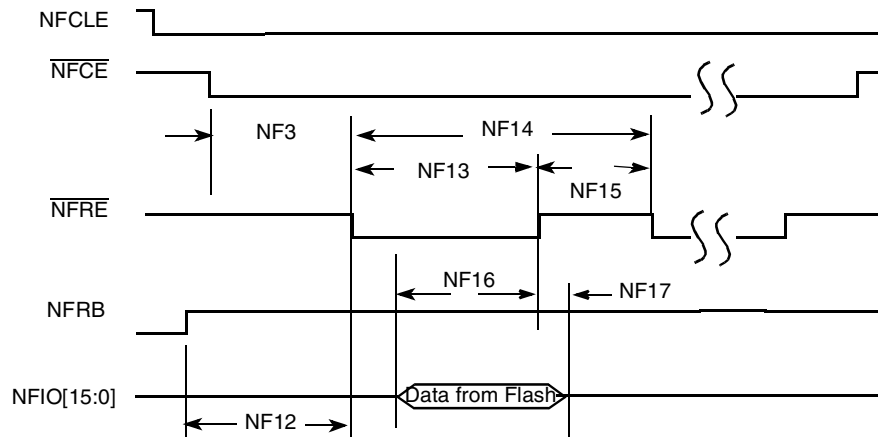 NFCLE
NFCE
NF3
NF14
NF13
NF15
NFRE
NF16
NF17
NFRB
NFIO[15:0]
Data from Flash
NF12